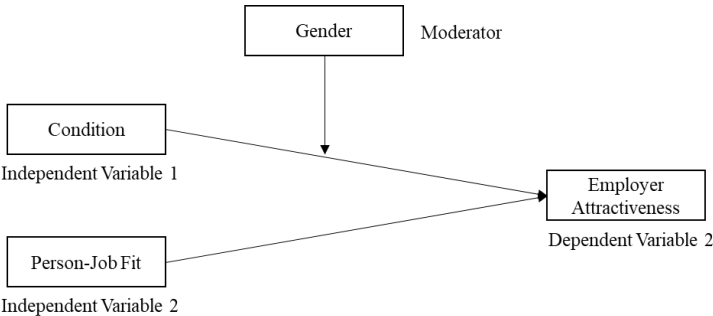 Gender
Moderator
Condition
Independent Variable 1
Employer
Attractiveness
Dependent Variable 2
Person-Job Fit
Independent Variable 2